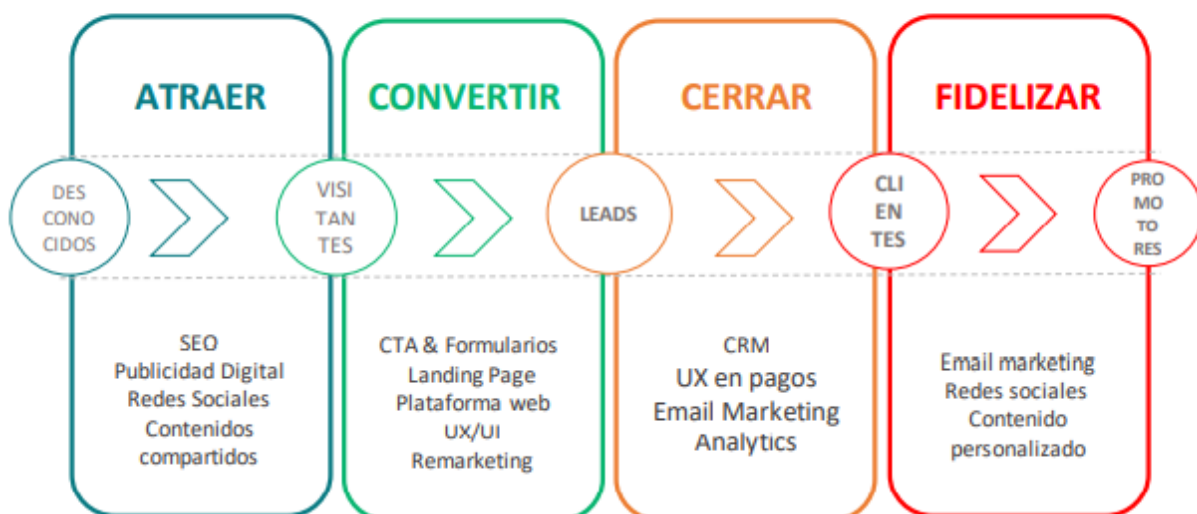 ATRAER
CONVERTIR
CERRAR
FIDELIZAR
DES
CONO
CIDOS
VISI
TAN
TES
LEADS
CLI
EN
TES
PRO
MO
TO
RES
SEO
Publicidad Digital
Redes Sociales
Contenidos
compartidos
CTA & Formularios
Landing Page
Plataforma web
UX/UI
Remarketing
CRM
UX en pagos
Email Marketing
Analytics
Email marketing
Redes sociales
Contenido
personalizado